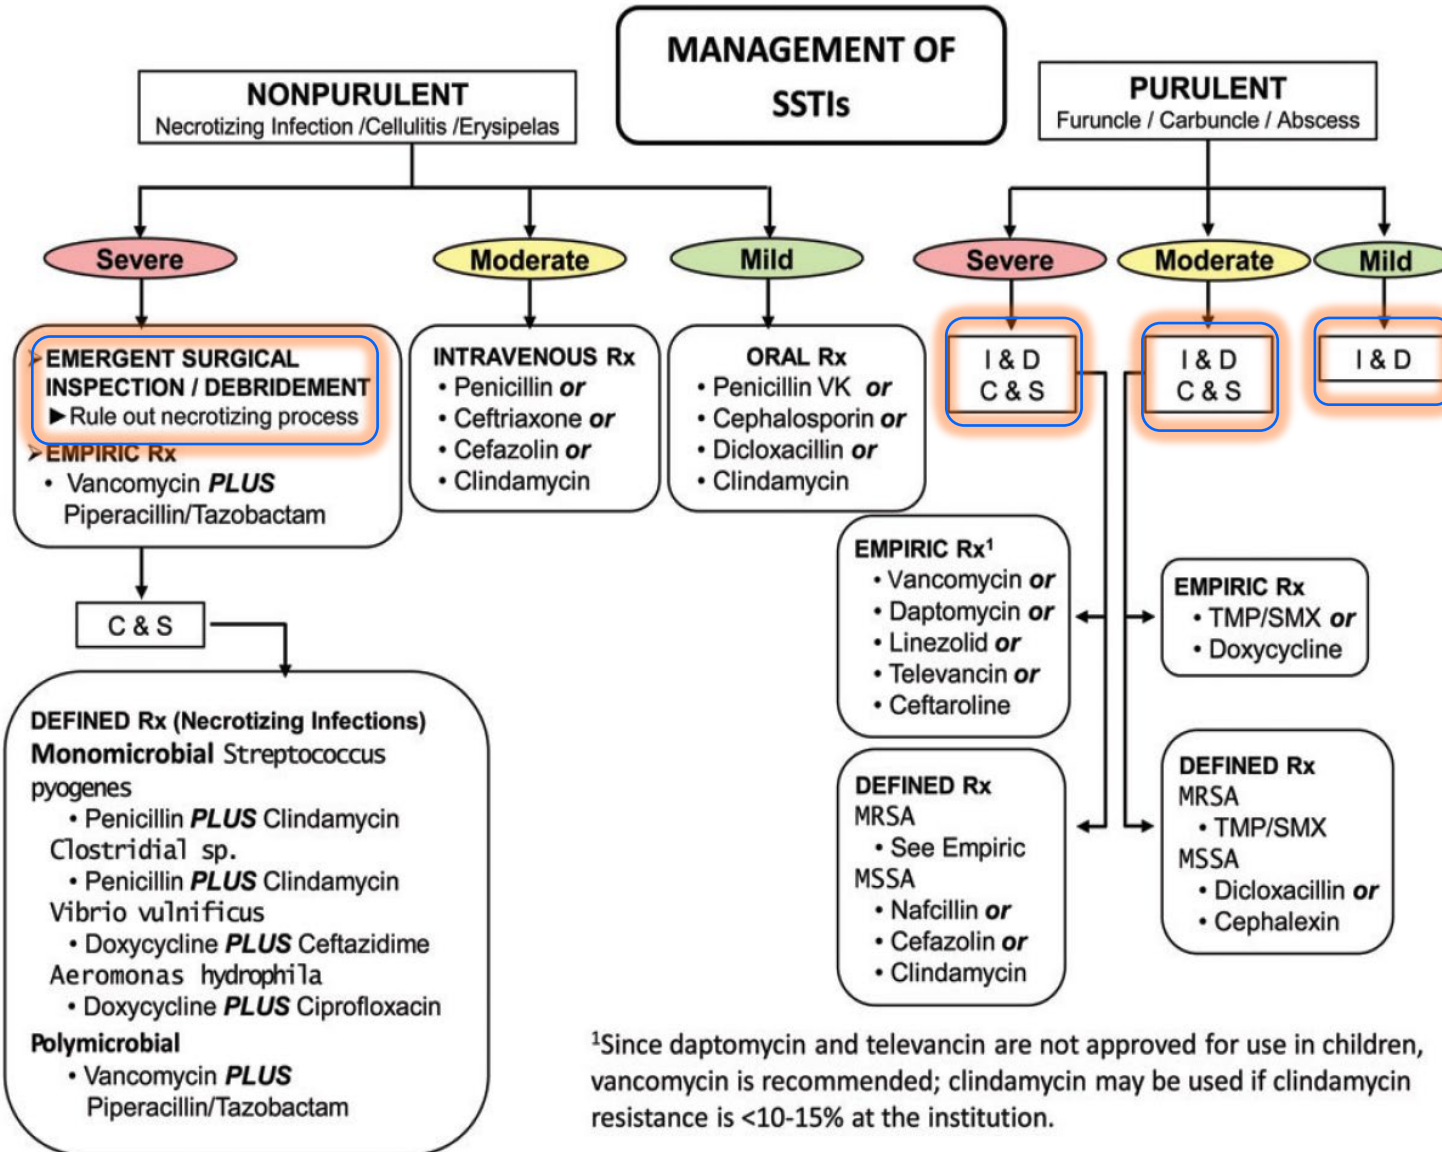 MANAGEMENT OF
SSTIs
NONPURULENT
Necrotizing Infection /Cellulitis /Erysipelas
Severe
Moderate
Mild
➢EMERGENT SURGICAL
INSPECTION / DEBRIDEMENT
►Rule out necrotizing process
➢EMPIRIC Rx
• Vancomycin PLUS
Piperacillin/Tazobactam
C & S
DEFINED Rx (Necrotizing Infections)
Monomicrobial Streptococcus
pyogenes
• Penicillin PLUS Clindamycin
Clostridial sp.
• Penicillin PLUS Clindamycin
Vibrio vulnificus
• Doxycycline PLUS Ceftazidime
Aeromonas hydrophila
• Doxycycline PLUS Ciprofloxacin
Polymicrobial
• Vancomycin PLUS
Piperacillin/Tazobactam
INTRAVENOUS Rx
• Penicillin or
• Ceftriaxone or
• Cefazolin or
• Clindamycin
ORAL Rx
• Penicillin VK or
• Cephalosporin or
• Dicloxacillin or
• Clindamycin
PURULENT
Furuncle / Carbuncle / Abscess
Severe
Moderate
Mild
I & D
C & S
I & D
C & S
I & D
EMPIRIC Rx¹
• Vancomycin or
• Daptomycin or
• Linezolid or
• Televancin or
• Ceftaroline
DEFINED Rx
MRSA
• See Empiric
MSSA
• Nafcillin or
• Cefazolin or
• Clindamycin
EMPIRIC Rx
• TMP/SMX or
• Doxycycline
DEFINED Rx
MRSA
• TMP/SMX
MSSA
• Dicloxacillin or
• Cephalexin
¹Since daptomycin and televancin are not approved for use in children,
vancomycin is recommended; clindamycin may be used if clindamycin
resistance is <10-15% at the institution.